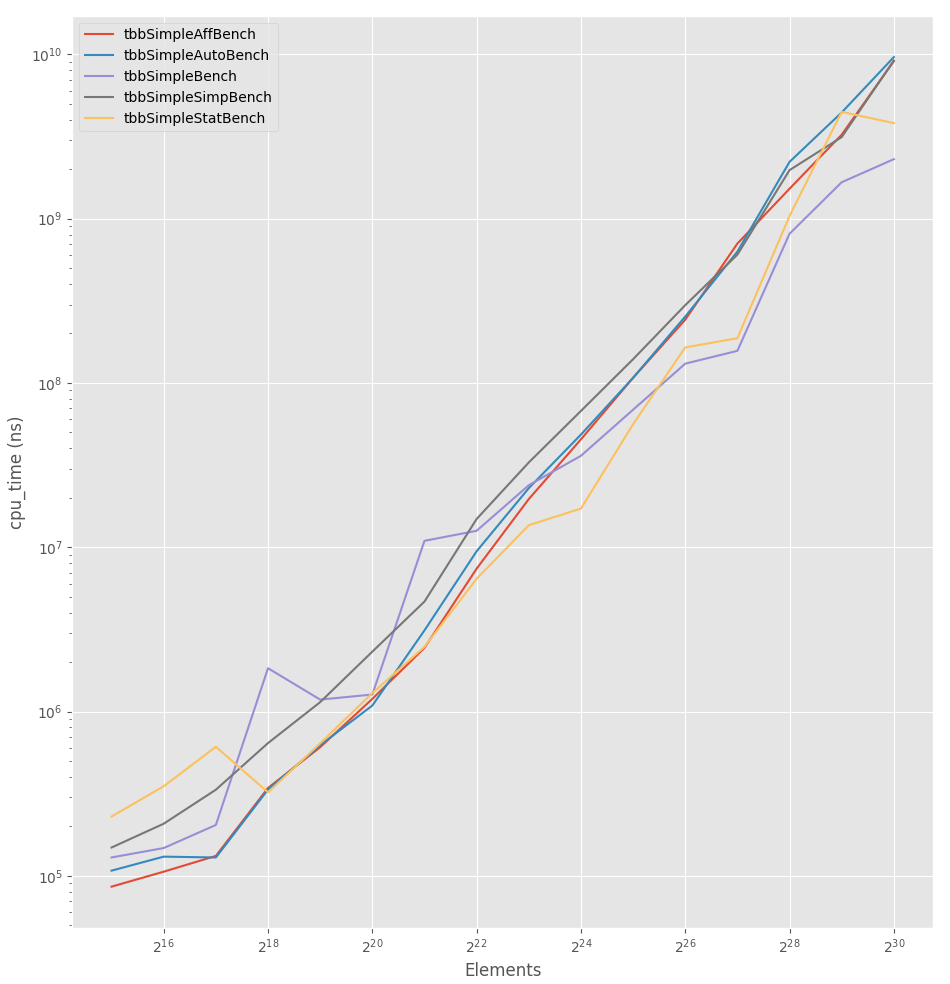 tbbSimpleAffBench
tbbSimpleAutoBench
tbbSimpleBench
tbbSimpleSimpBench
tbbSimpleStatBench
10^10
10^9
10^8
10^7
10^6
10^5
cpu_time (ns)
2^16 2^18 2^20 2^22 2^24 2^26 2^28 2^30
Elements